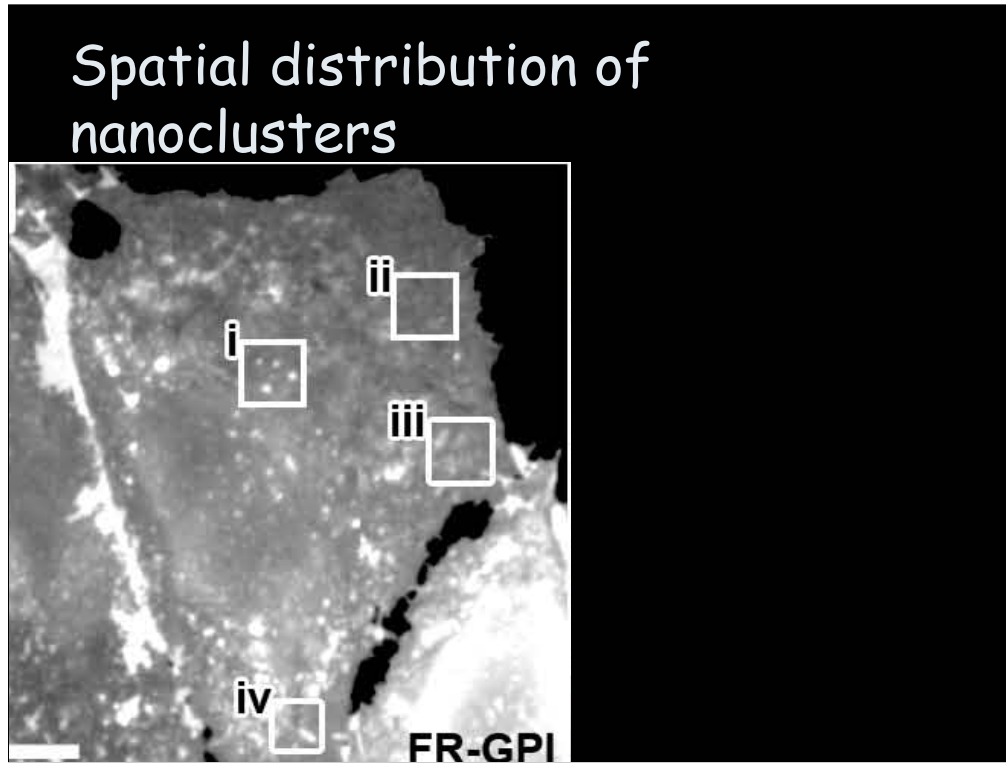 Spatial distribution of
nanoclusters
ii
i
iii
iv
FR-GPI